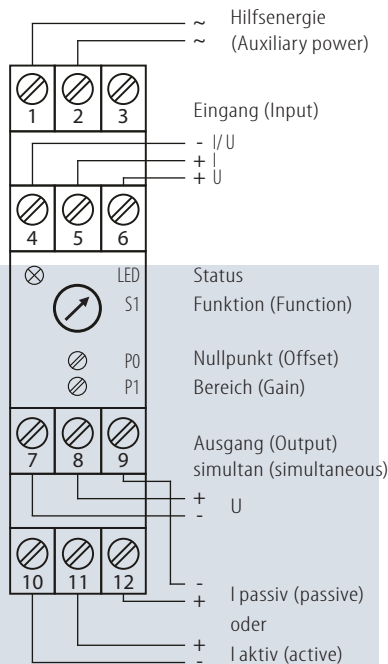 ~ Hilfsenergie
~ (Auxiliary power)
1 2 3
Eingang (Input)
- I/ U
+ I
+ U
4 5 6
LED Status
S1 Funktion (Function)
P0 Nullpunkt (Offset)
P1 Bereich (Gain)
7 8 9
Ausgang (Output)
simultan (simultaneous)
+
U
-
10 11 12
-
+ I passiv (passive)
oder
+
I aktiv (active)
-